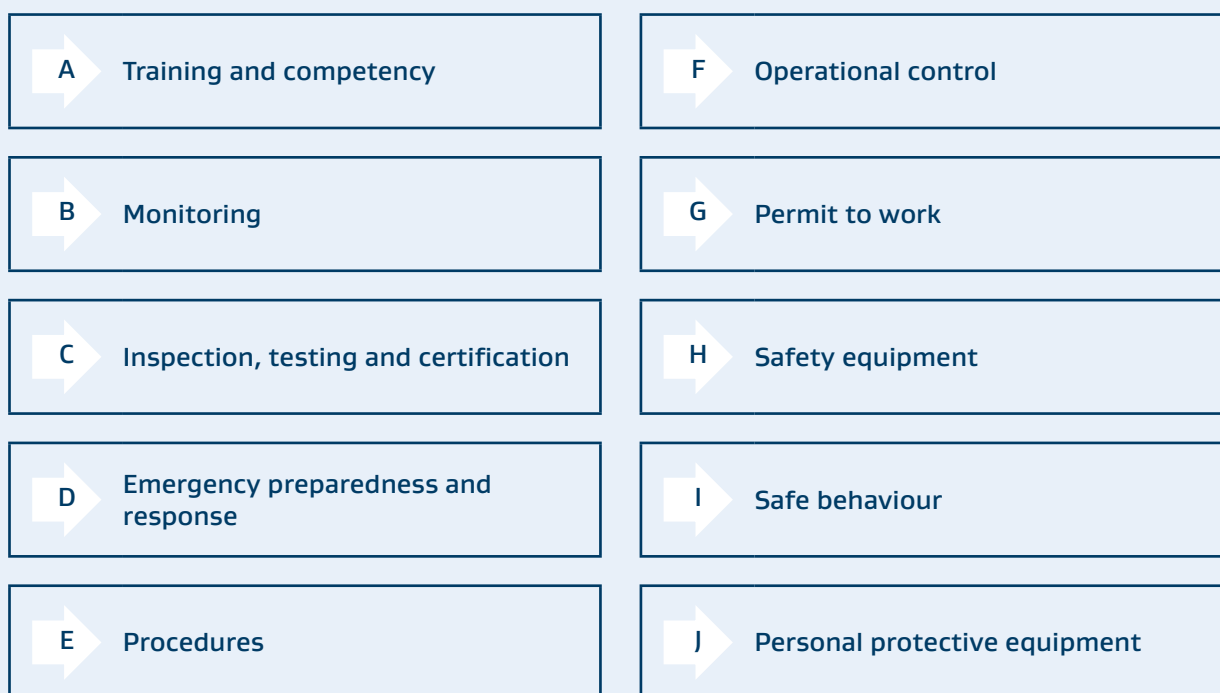 A Training and competency
B Monitoring
C Inspection, testing and certification
D Emergency preparedness and
response
E Procedures
F Operational control
G Permit to work
H Safety equipment
I Safe behaviour
J Personal protective equipment